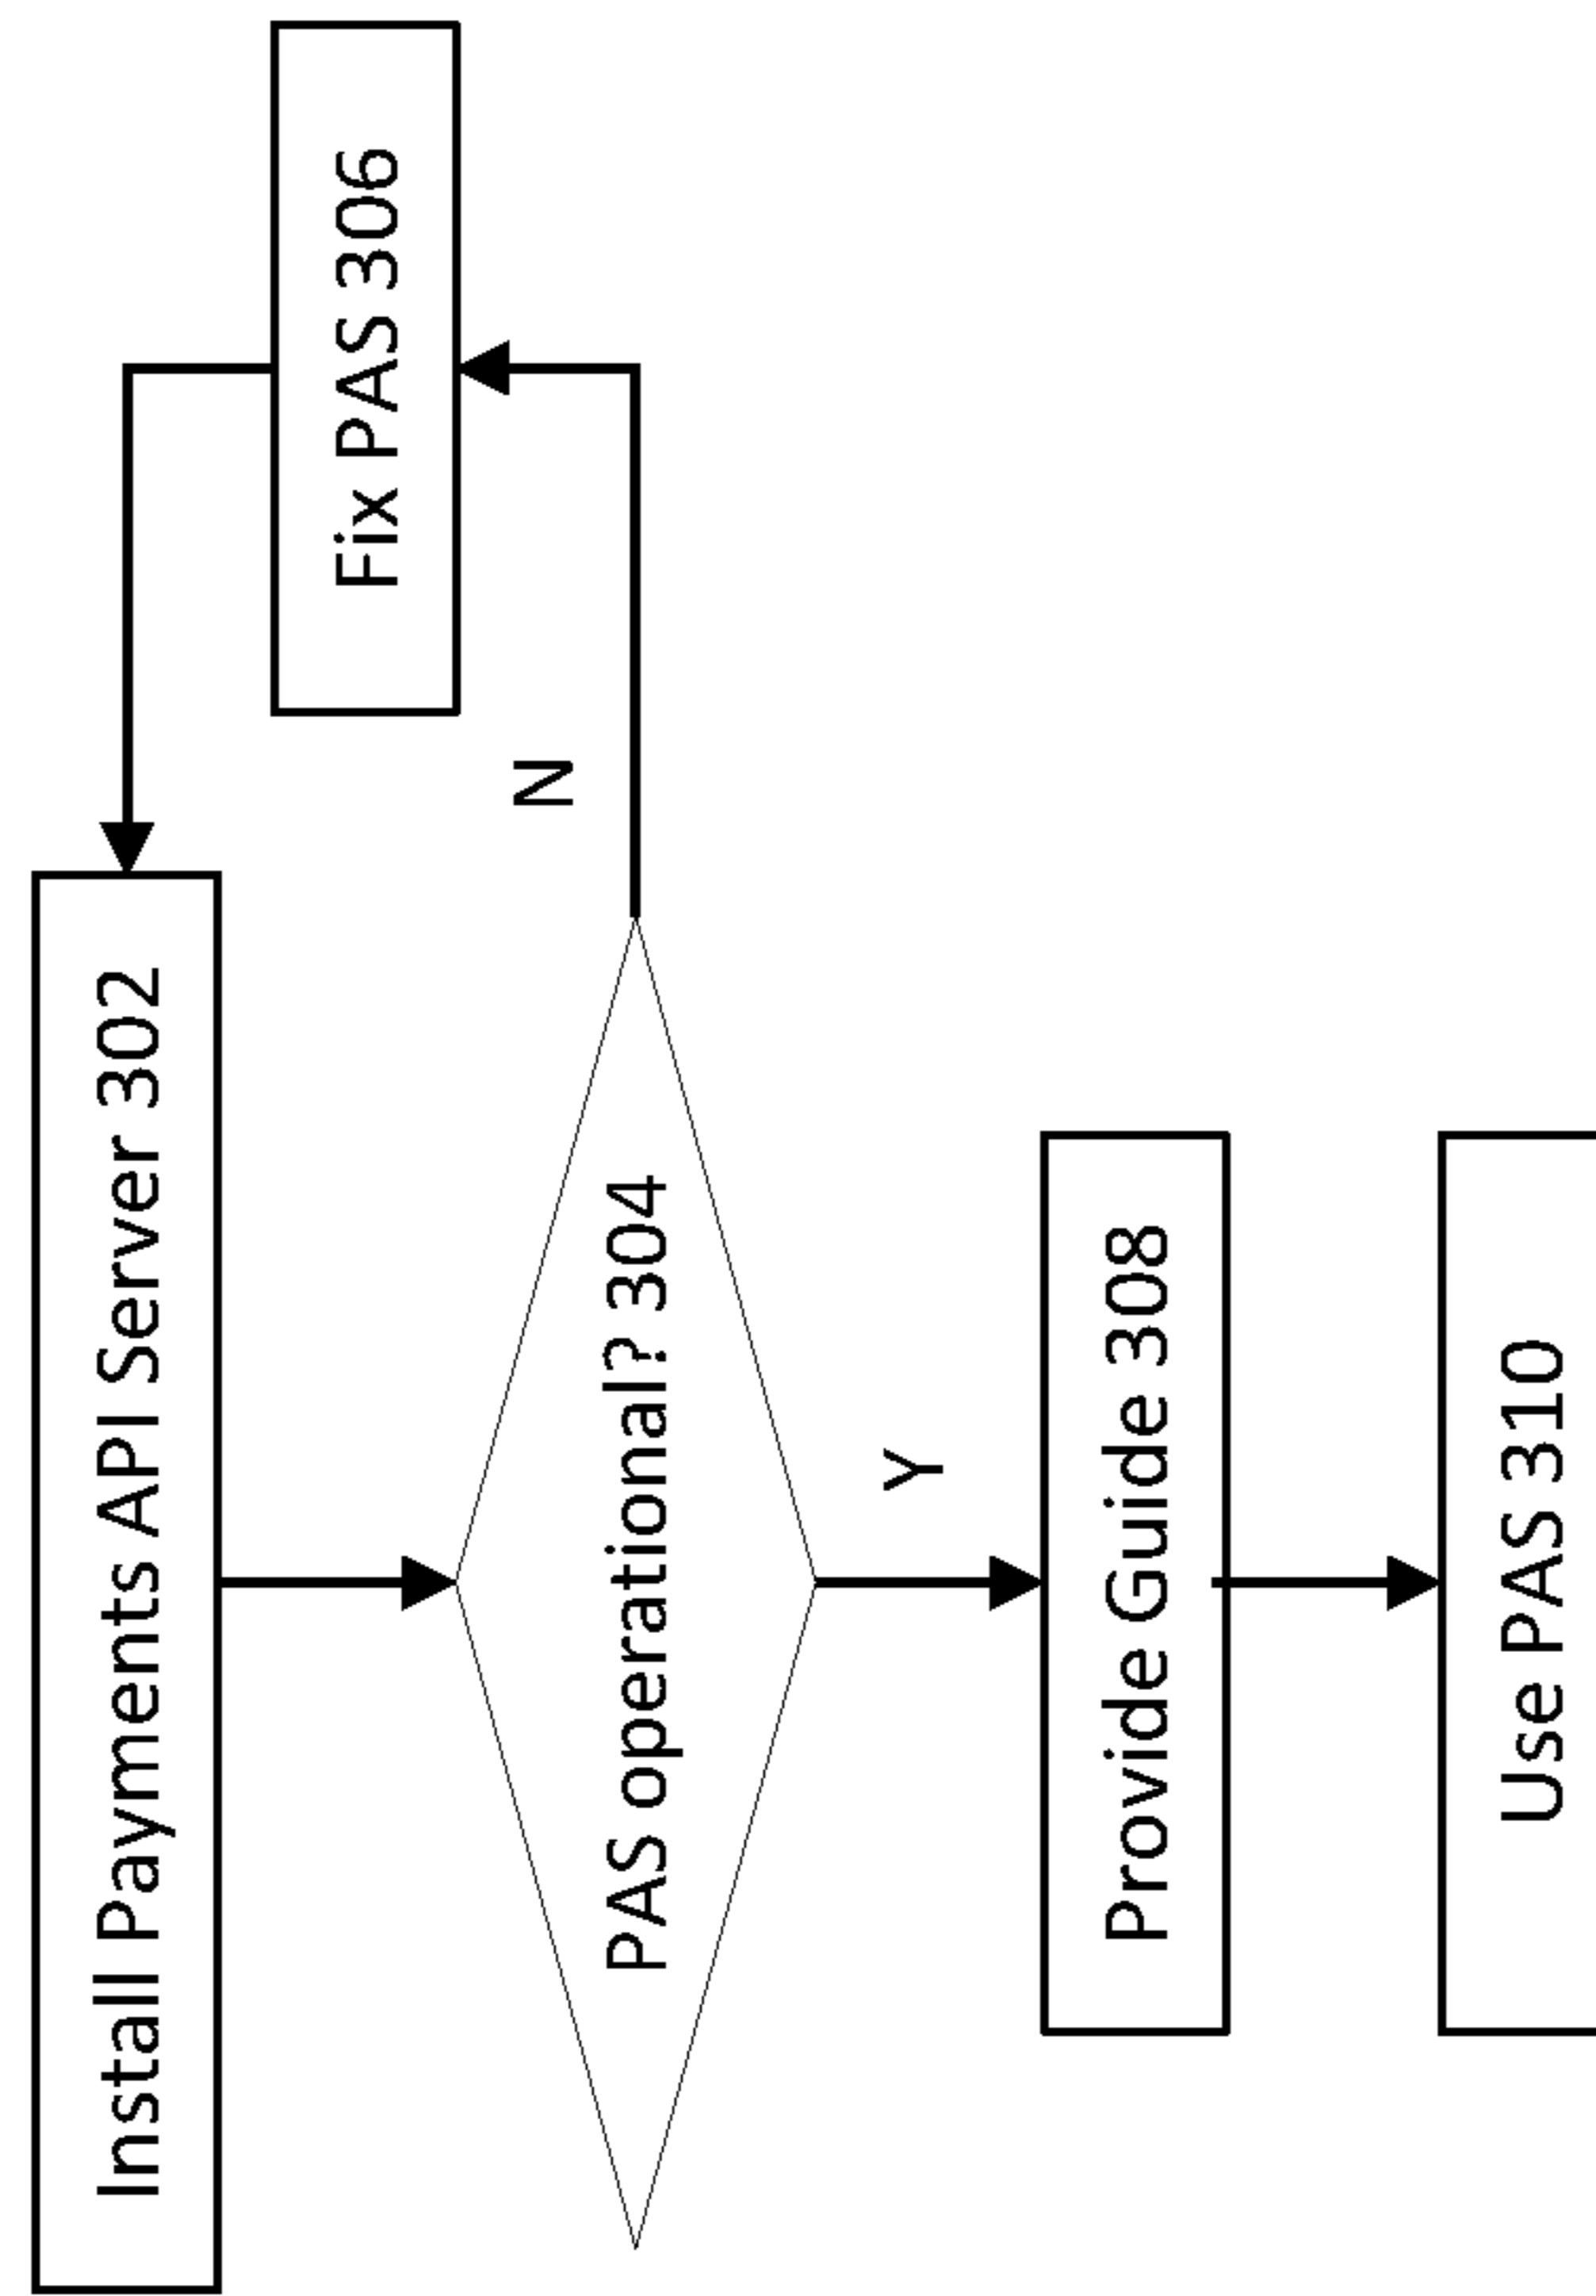 Install Payments API Server 302
Fix PAS 306
N
PAS operational? 304
Y
Provide Guide 308
Use PAS 310